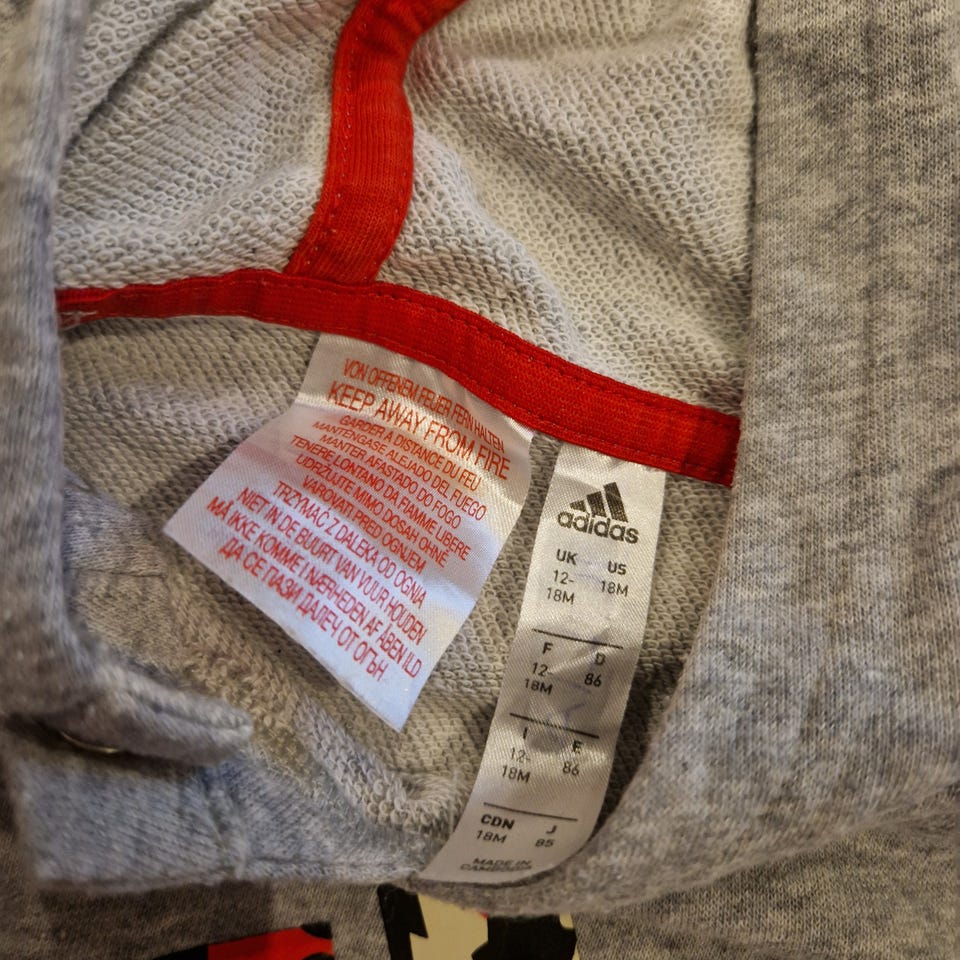 VON OFFENEM FEUER FERN HALTEN
KEEP AWAY FROM FIRE
GARDER A DISTANCE DU FEU
MANTENGASE ALEJADO DEL FUEGO
MANTER AFASTADO DO FOGO
TENERE LONTANO DA FIAMME LIBERE
UDRŽUJTE MIMO DOSAH OHNĚ
VAROVATI PRED OGNJEM
TRZYMAĆ Z DALEKA OD OGNIA
NIET IN DE BUURT VAN VUUR HOUDEN
MÅ IKKE KOMME I NÆRHEDEN AF ÅBEN ILD
ДА СЕ ПАЗИ ДАЛЕЧ ОТ ОГЪН
adidas
UK US
12- 18M
18M
F D
12- 86
18M
I E
12- 86
18M
CDN J
18M 85
MADE IN
CAMBODIA